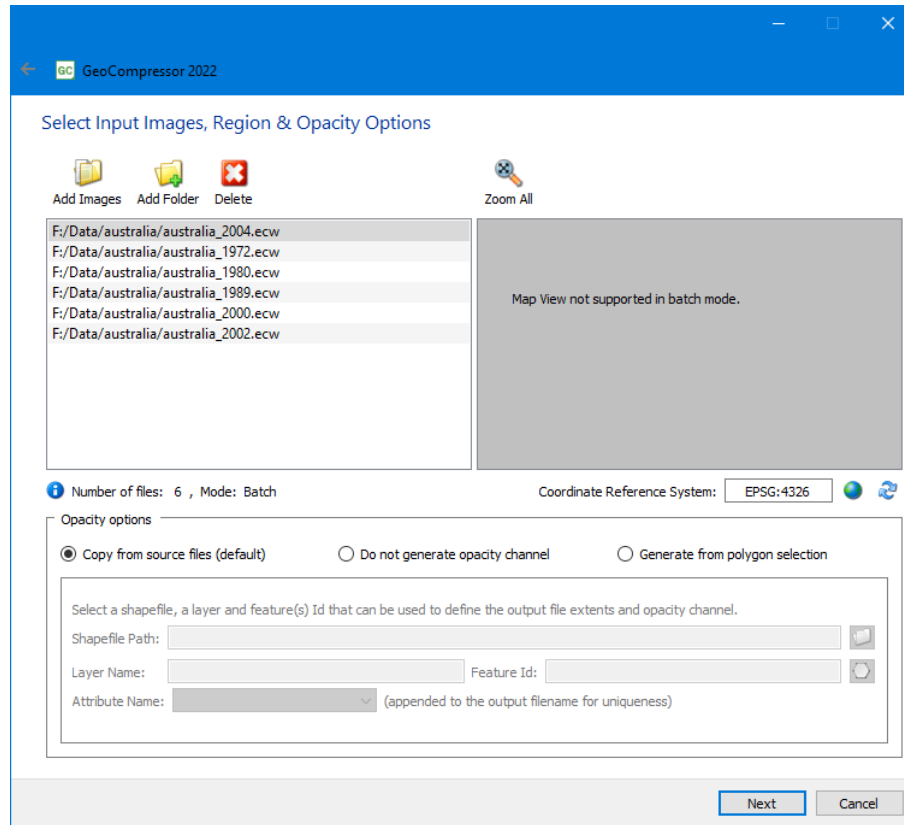 GC GeoCompressor 2022
Select Input Images, Region & Opacity Options
Add Images Add Folder Delete Zoom All
F:/Data/australia/australia_2004.ecw
F:/Data/australia/australia_1972.ecw
F:/Data/australia/australia_1980.ecw
F:/Data/australia/australia_1989.ecw
F:/Data/australia/australia_2000.ecw
F:/Data/australia/australia_2002.ecw
Map View not supported in batch mode.
Number of files: 6 , Mode: Batch Coordinate Reference System: EPSG:4326
Opacity options
Copy from source files (default) Do not generate opacity channel Generate from polygon selection
Select a shapefile, a layer and feature(s) Id that can be used to define the output file extents and opacity channel.
Shapefile Path:
Layer Name: Feature Id:
Attribute Name: (appended to the output filename for uniqueness)
Next Cancel